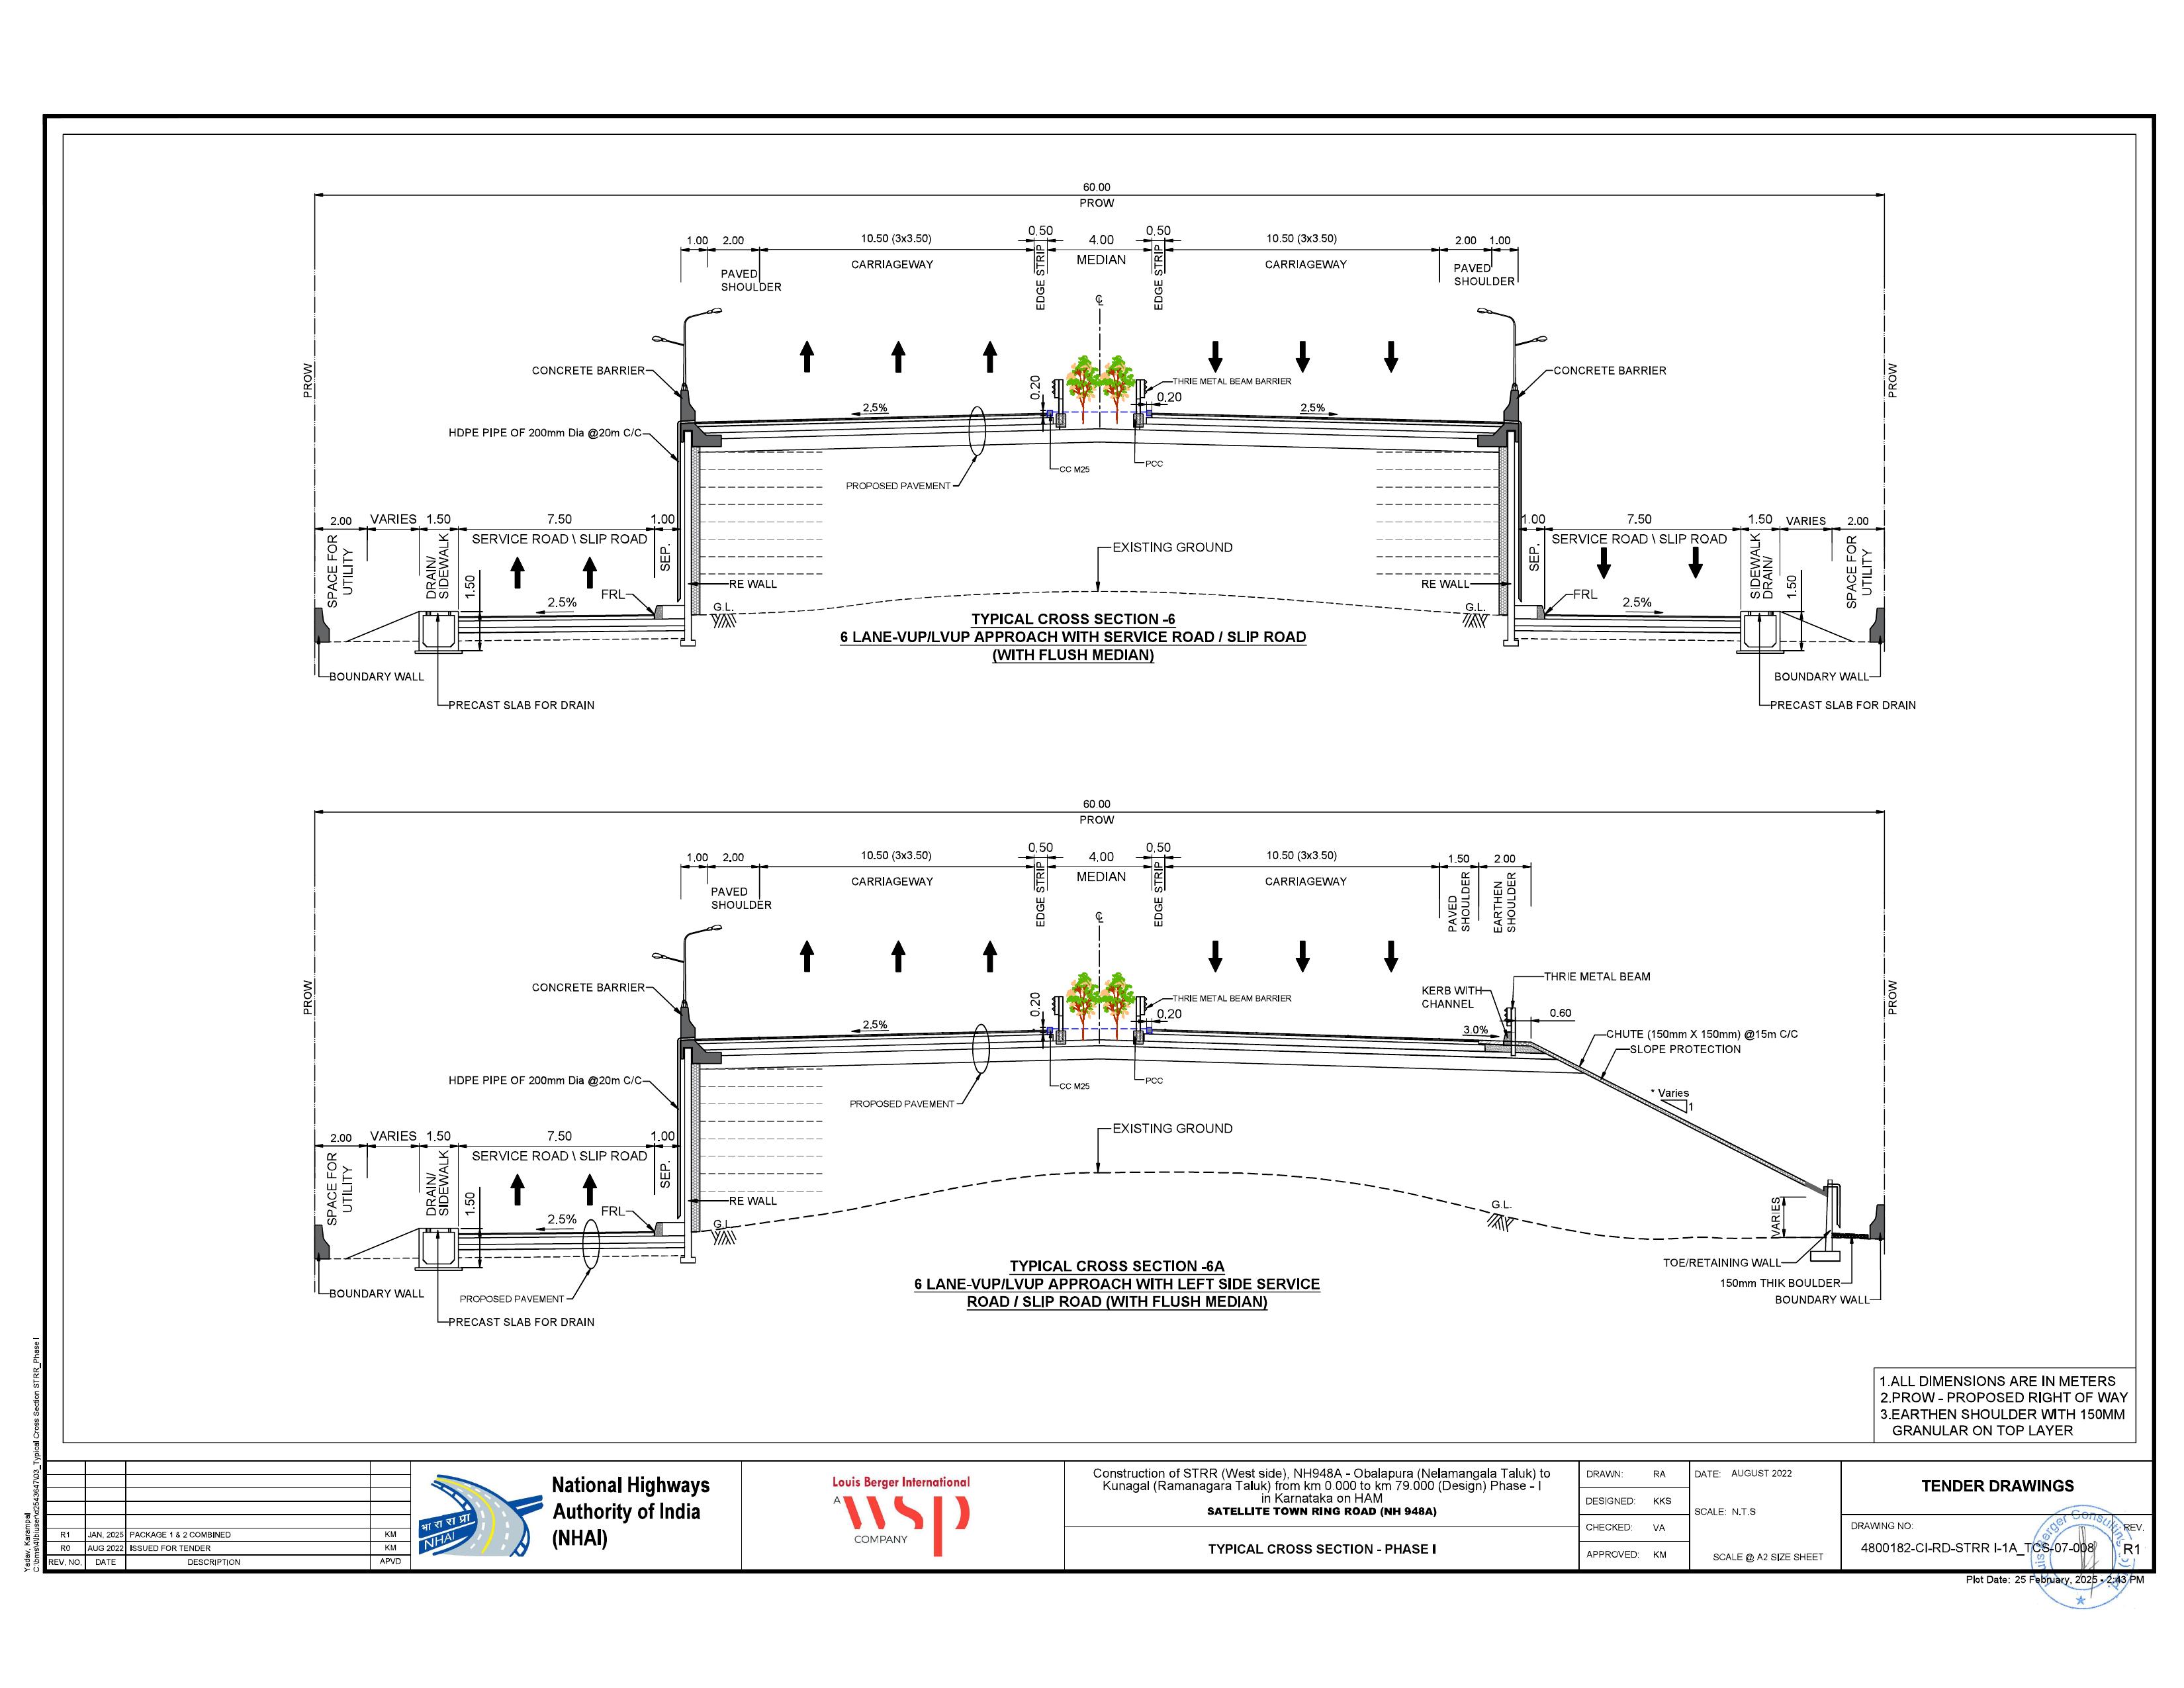 60.00
PROW
1.00 2.00 10.50 (3x3.50) 0.50 4.00 0.50 10.50 (3x3.50) 2.00 1.00
PAVED SHOULDER
CARRIAGEWAY
EDGE STRIP
MEDIAN
EDGE STRIP
CARRIAGEWAY
PAVED SHOULDER
℄
PROW
PROW
CONCRETE BARRIER
0.20
THRIE METAL BEAM BARRIER
0.20
CONCRETE BARRIER
2.5%
2.5%
HDPE PIPE OF 200mm Dia @20m C/C
CC M25
PCC
PROPOSED PAVEMENT
2.00 VARIES 1.50 7.50 1.00
1.00 7.50 1.50 VARIES 2.00
SPACE FOR UTILITY
DRAIN/ SIDEWALK
1.50
SERVICE ROAD \ SLIP ROAD
SEP.
EXISTING GROUND
SEP.
SERVICE ROAD \ SLIP ROAD
SIDEWALK DRAIN/
1.50
SPACE FOR UTILITY
RE WALL
RE WALL
FRL
FRL
2.5%
2.5%
G.L.
G.L.
TYPICAL CROSS SECTION -6
6 LANE-VUP/LVUP APPROACH WITH SERVICE ROAD / SLIP ROAD
(WITH FLUSH MEDIAN)
BOUNDARY WALL
BOUNDARY WALL
PRECAST SLAB FOR DRAIN
PRECAST SLAB FOR DRAIN
60.00
PROW
1.00 2.00 10.50 (3x3.50) 0.50 4.00 0.50 10.50 (3x3.50) 1.50 2.00
PAVED SHOULDER
CARRIAGEWAY
EDGE STRIP
MEDIAN
EDGE STRIP
CARRIAGEWAY
PAVED SHOULDER
EARTHEN SHOULDER
℄
PROW
PROW
CONCRETE BARRIER
0.20
THRIE METAL BEAM BARRIER
0.20
KERB WITH CHANNEL
THRIE METAL BEAM
0.60
2.5%
3.0%
CHUTE (150mm X 150mm) @15m C/C
SLOPE PROTECTION
HDPE PIPE OF 200mm Dia @20m C/C
CC M25
PCC
PROPOSED PAVEMENT
* Varies
1
2.00 VARIES 1.50 7.50 1.00
SPACE FOR UTILITY
DRAIN/ SIDEWALK
1.50
SERVICE ROAD \ SLIP ROAD
SEP.
EXISTING GROUND
RE WALL
FRL
2.5%
G.L.
G.L.
VARIES
TOE/RETAINING WALL
150mm THIK BOULDER
BOUNDARY WALL
TYPICAL CROSS SECTION -6A
6 LANE-VUP/LVUP APPROACH WITH LEFT SIDE SERVICE
ROAD / SLIP ROAD (WITH FLUSH MEDIAN)
BOUNDARY WALL
PROPOSED PAVEMENT
PRECAST SLAB FOR DRAIN
1.ALL DIMENSIONS ARE IN METERS
2.PROW - PROPOSED RIGHT OF WAY
3.EARTHEN SHOULDER WITH 150MM
GRANULAR ON TOP LAYER
Yadav, Karampal
R1 JAN, 2025 PACKAGE 1 & 2 COMBINED KM
R0 AUG 2022 ISSUED FOR TENDER KM
REV, NO, DATE DESCRIPTION APVD
भा रा रा प्रा
NHAI
National Highways
Authority of India
(NHAI)
Louis Berger International
A wsp
COMPANY
Construction of STRR (West side), NH948A - Obalapura (Nelamangala Taluk) to
Kunagal (Ramanagara Taluk) from km 0.000 to km 79.000 (Design) Phase - I
in Karnataka on HAM
SATELLITE TOWN RING ROAD (NH 948A)
TYPICAL CROSS SECTION - PHASE I
DRAWN: RA
DESIGNED: KKS
CHECKED: VA
APPROVED: KM
DATE: AUGUST 2022
SCALE: N.T.S
SCALE @ A2 SIZE SHEET
TENDER DRAWINGS
DRAWING NO:
4800182-CI-RD-STRR I-1A_TCS-07-008
REV,
R1
Plot Date: 25 February, 2025 - 2:43 PM